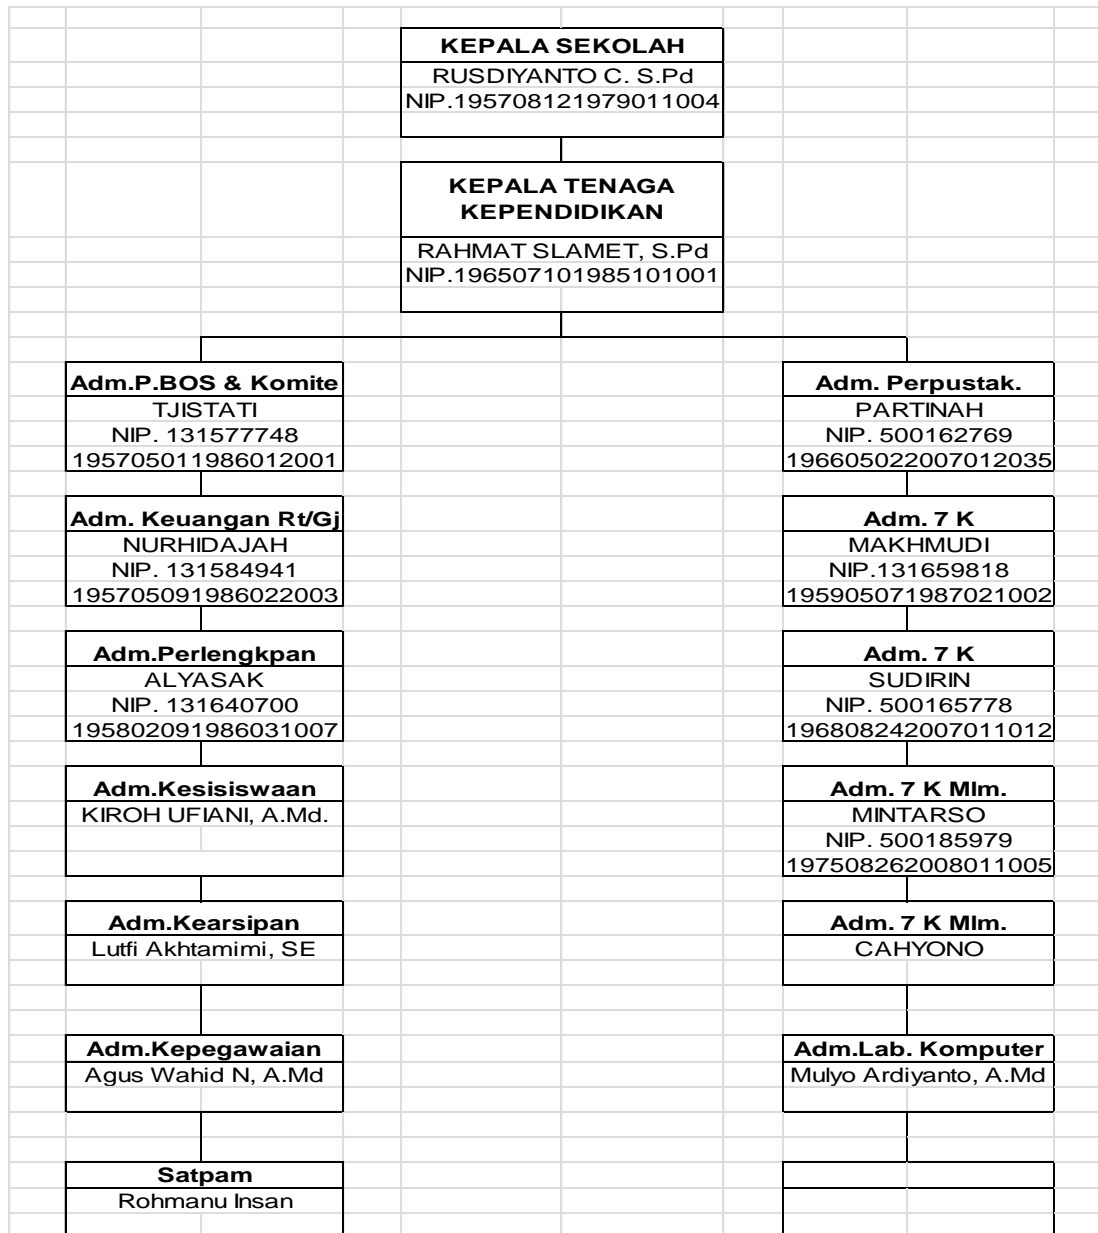 KEPALA SEKOLAH
RUSDIYANTO C. S.Pd
NIP.195708121979011004
KEPALA TENAGA
KEPENDIDIKAN
RAHMAT SLAMET, S.Pd
NIP.196507101985101001
Adm.P.BOS & Komite
TJISTATI
NIP. 131577748
195705011986012001
Adm. Keuangan Rt/Gj
NURHIDAJAH
NIP. 131584941
195705091986022003
Adm.Perlengkpan
ALYASAK
NIP. 131640700
195802091986031007
Adm.Kesisiswaan
KIROH UFIANI, A.Md.
Adm.Kearsipan
Lutfi Akhtamimi, SE
Adm.Kepegawaian
Agus Wahid N, A.Md
Satpam
Rohmanu Insan
Adm. Perpustak.
PARTINAH
NIP. 500162769
196605022007012035
Adm. 7 K
MAKHMUDI
NIP.131659818
195905071987021002
Adm. 7 K
SUDIRIN
NIP. 500165778
196808242007011012
Adm. 7 K Mlm.
MINTARSO
NIP. 500185979
197508262008011005
Adm. 7 K Mlm.
CAHYONO
Adm.Lab. Komputer
Mulyo Ardiyanto, A.Md